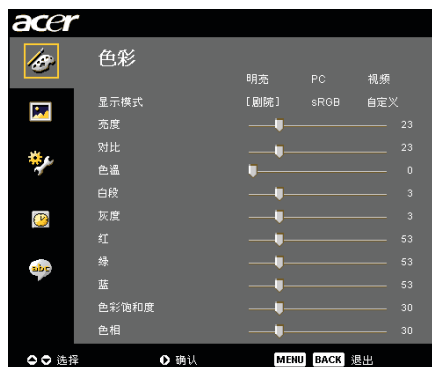 acer
色彩
明亮 PC 视频
显示模式 [剧院] sRGB 自定义
亮度 23
对比 23
色温 0
白段 3
灰度 3
红 53
绿 53
蓝 53
色彩饱和度 30
色相 30
abc
选择 确认 MENU BACK 退出